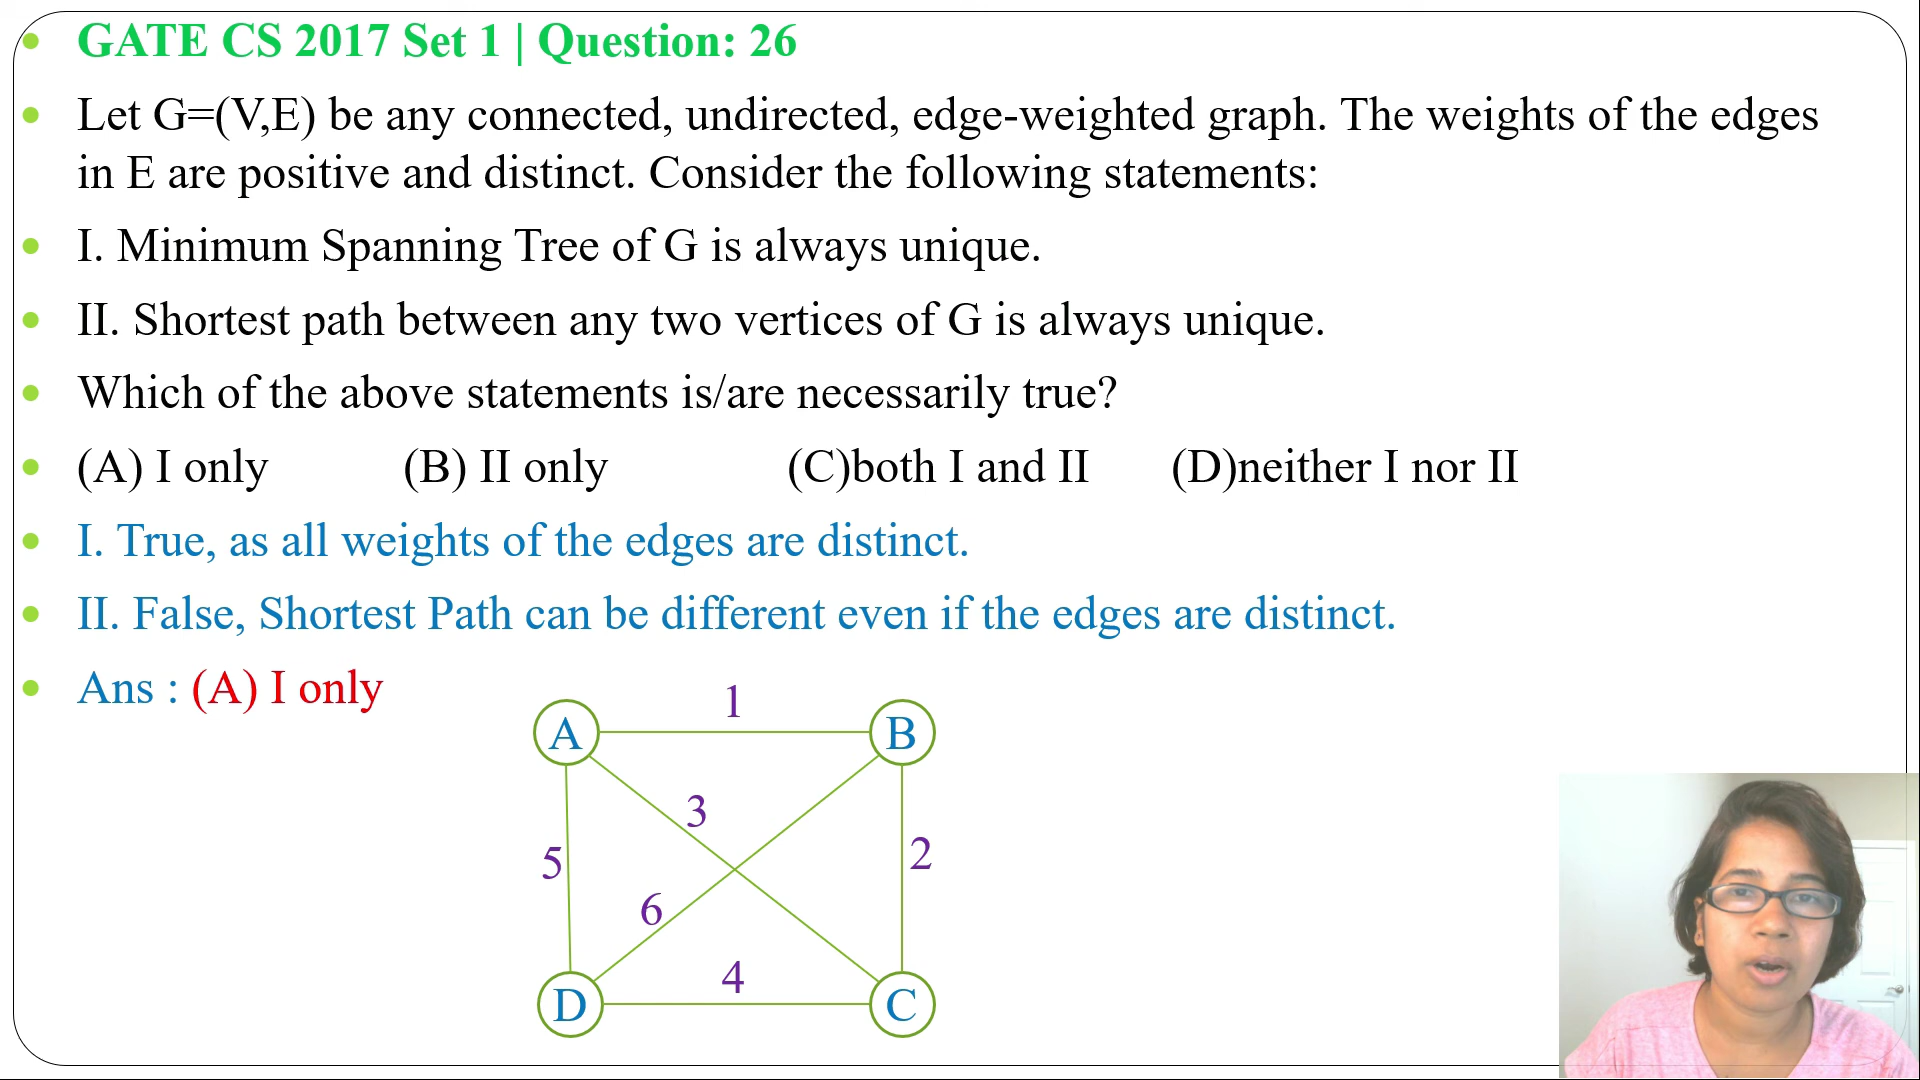 GATE CS 2017 Set 1 | Question: 26
Let G=(V,E) be any connected, undirected, edge-weighted graph. The weights of the edges
in E are positive and distinct. Consider the following statements:
I. Minimum Spanning Tree of G is always unique.
II. Shortest path between any two vertices of G is always unique.
Which of the above statements is/are necessarily true?
(A) I only (B) II only (C)both I and II (D)neither I nor II
I. True, as all weights of the edges are distinct.
II. False, Shortest Path can be different even if the edges are distinct.
Ans : (A) I only
1
A B
3
5 2
6
4
D C